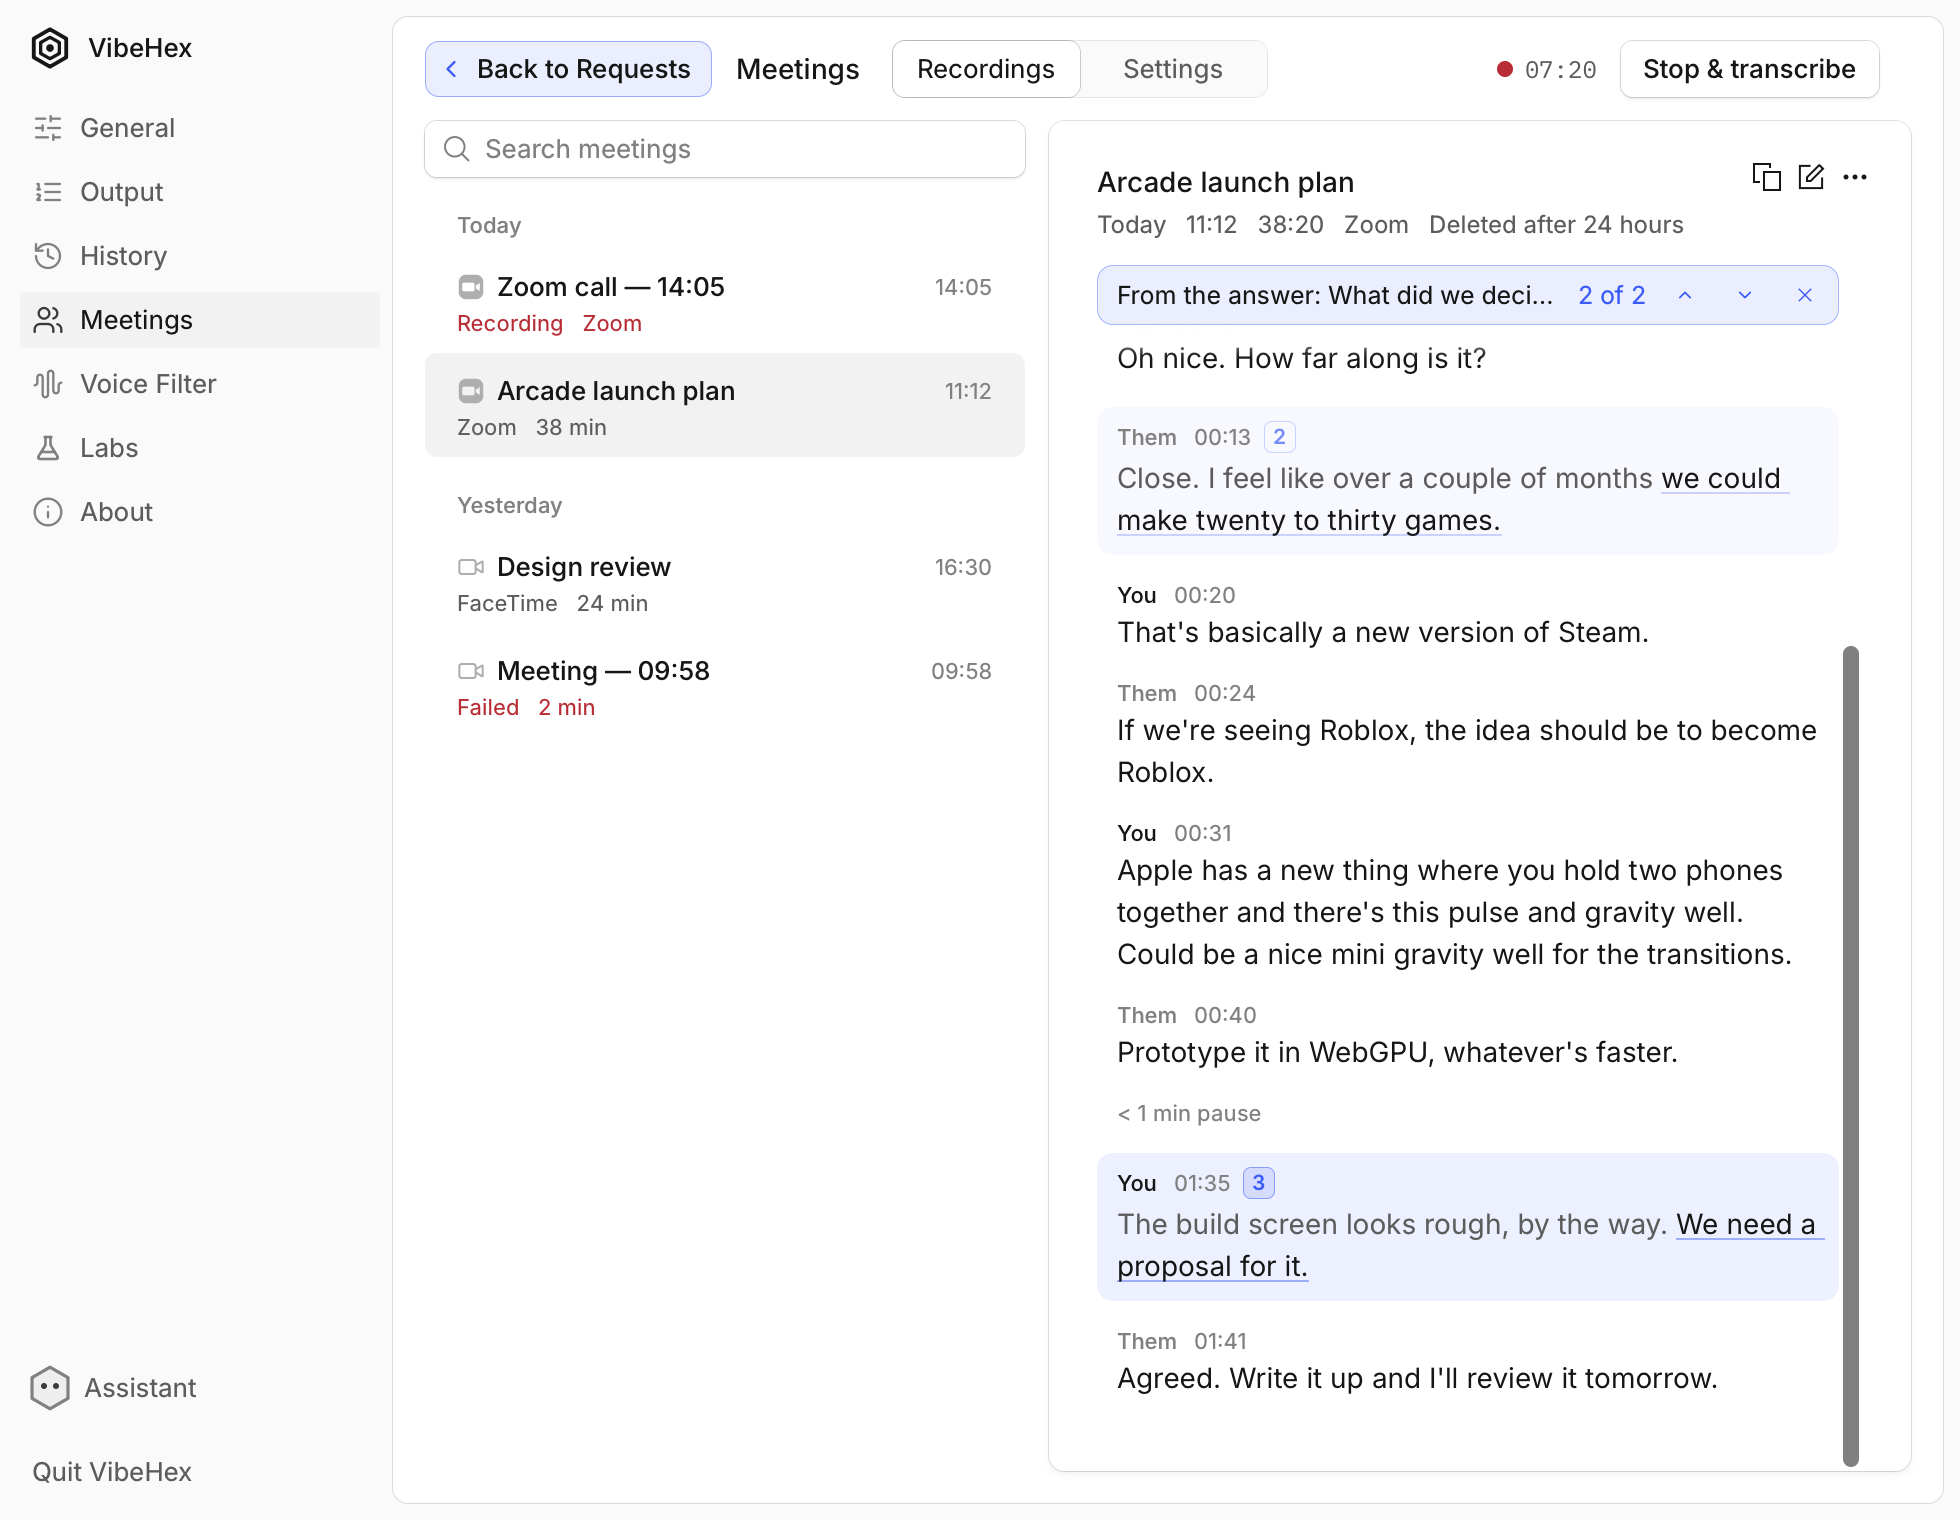 VibeHex
General
Output
History
Meetings
Voice Filter
Labs
About
Assistant
Quit VibeHex
Back to Requests
Meetings
Recordings
Settings
07:20
Stop & transcribe
Search meetings
Today
Zoom call — 14:05 14:05
Recording Zoom
Arcade launch plan 11:12
Zoom 38 min
Yesterday
Design review 16:30
FaceTime 24 min
Meeting — 09:58 09:58
Failed 2 min
Arcade launch plan
Today 11:12 38:20 Zoom Deleted after 24 hours
From the answer: What did we deci... 2 of 2
Oh nice. How far along is it?
Them 00:13 2
Close. I feel like over a couple of months we could
make twenty to thirty games.
You 00:20
That's basically a new version of Steam.
Them 00:24
If we're seeing Roblox, the idea should be to become
Roblox.
You 00:31
Apple has a new thing where you hold two phones
together and there's this pulse and gravity well.
Could be a nice mini gravity well for the transitions.
Them 00:40
Prototype it in WebGPU, whatever's faster.
< 1 min pause
You 01:35 3
The build screen looks rough, by the way. We need a
proposal for it.
Them 01:41
Agreed. Write it up and I'll review it tomorrow.